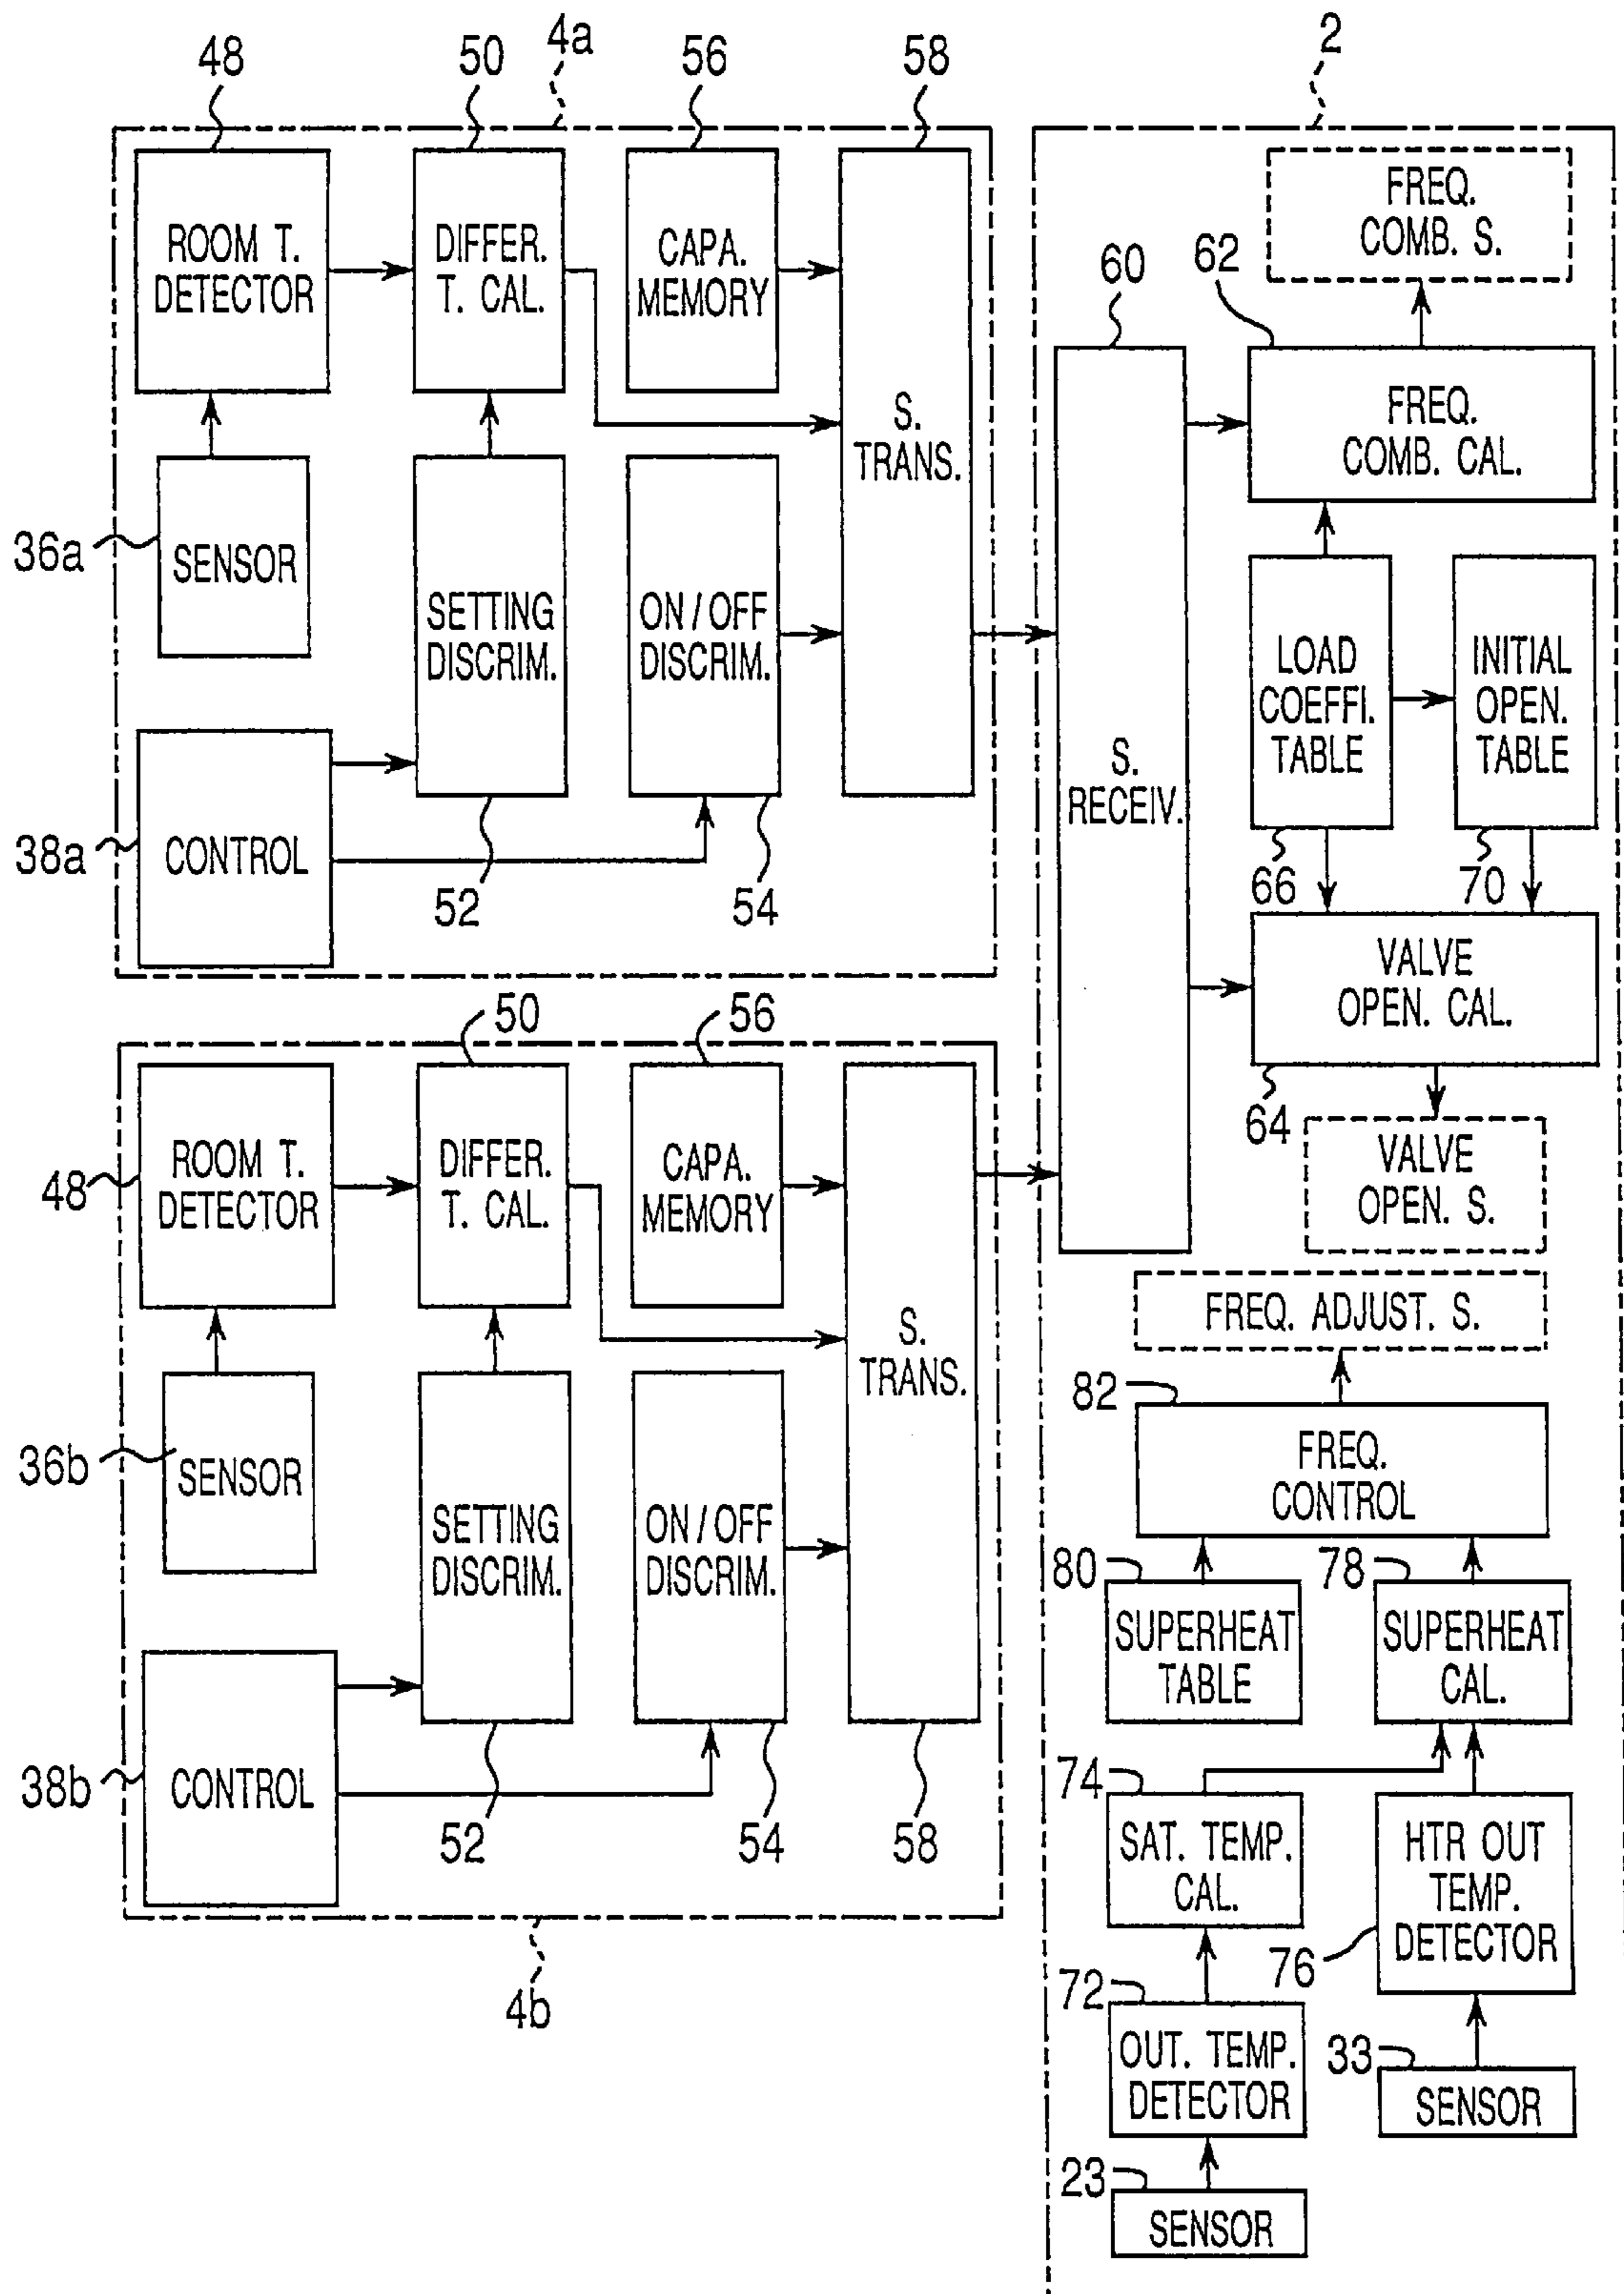 4a
48
50
56
58
ROOM T.
DETECTOR
DIFFER.
T. CAL.
CAPA.
MEMORY
S.
TRANS.
36a
SENSOR
SETTING
DISCRIM.
ON / OFF
DISCRIM.
38a
CONTROL
52
54
50
56
48
ROOM T.
DETECTOR
DIFFER.
T. CAL.
CAPA.
MEMORY
S.
TRANS.
36b
SENSOR
SETTING
DISCRIM.
ON / OFF
DISCRIM.
38b
CONTROL
52
54
58
4b
2
FREQ.
COMB. S.
60
62
FREQ.
COMB. CAL.
S.
RECEIV.
LOAD
COEFFI.
TABLE
INITIAL
OPEN.
TABLE
66
70
VALVE
OPEN. CAL.
64
VALVE
OPEN. S.
FREQ. ADJUST. S.
82
FREQ.
CONTROL
80
78
SUPERHEAT
TABLE
SUPERHEAT
CAL.
74
SAT. TEMP.
CAL.
HTR OUT
TEMP.
DETECTOR
76
72
OUT. TEMP.
DETECTOR
33
SENSOR
23
SENSOR